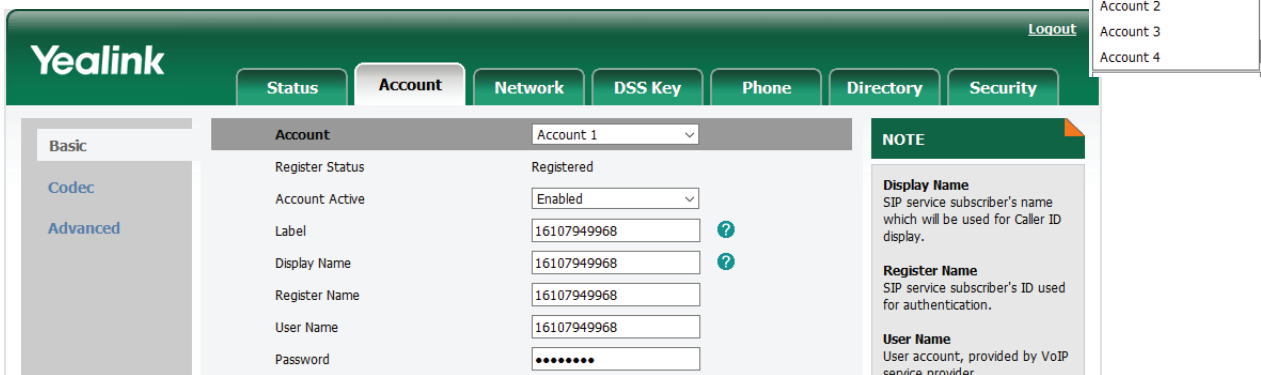 Account 2
Logout
Account 3
Yealink
Account 4
Status Account Network DSS Key Phone Directory Security
Account Account 1
NOTE
Basic
Register Status Registered
Codec
Account Active Enabled
Advanced
Label 16107949968
Display Name 16107949968
Register Name 16107949968
User Name 16107949968
Password ••••••••
Display Name
SIP service subscriber's name
which will be used for Caller ID
display.
Register Name
SIP service subscriber's ID used
for authentication.
User Name
User account, provided by VoIP
service provider